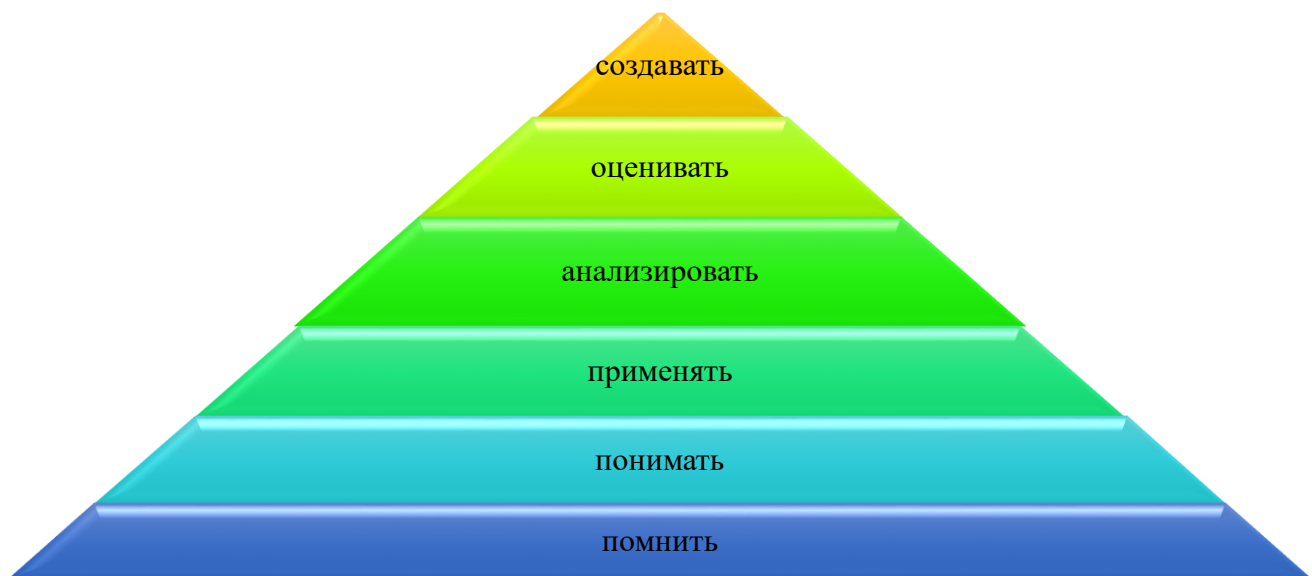 создавать
оценивать
анализировать
применять
понимать
помнить